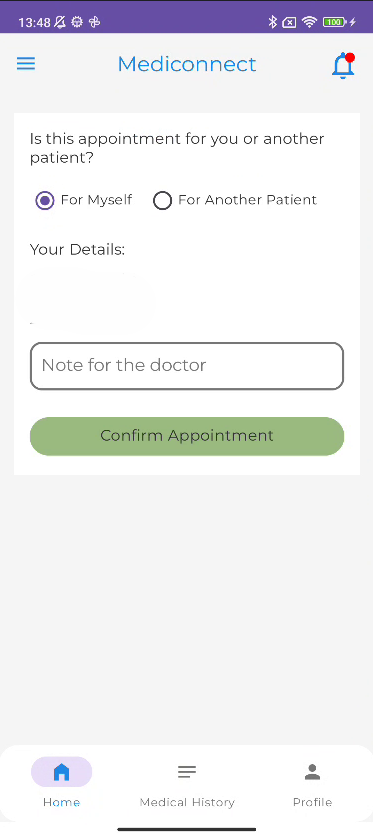 13:48
100
Mediconnect
Is this appointment for you or another
patient?
For Myself
For Another Patient
Your Details:
Note for the doctor
Confirm Appointment
Home
Medical History
Profile